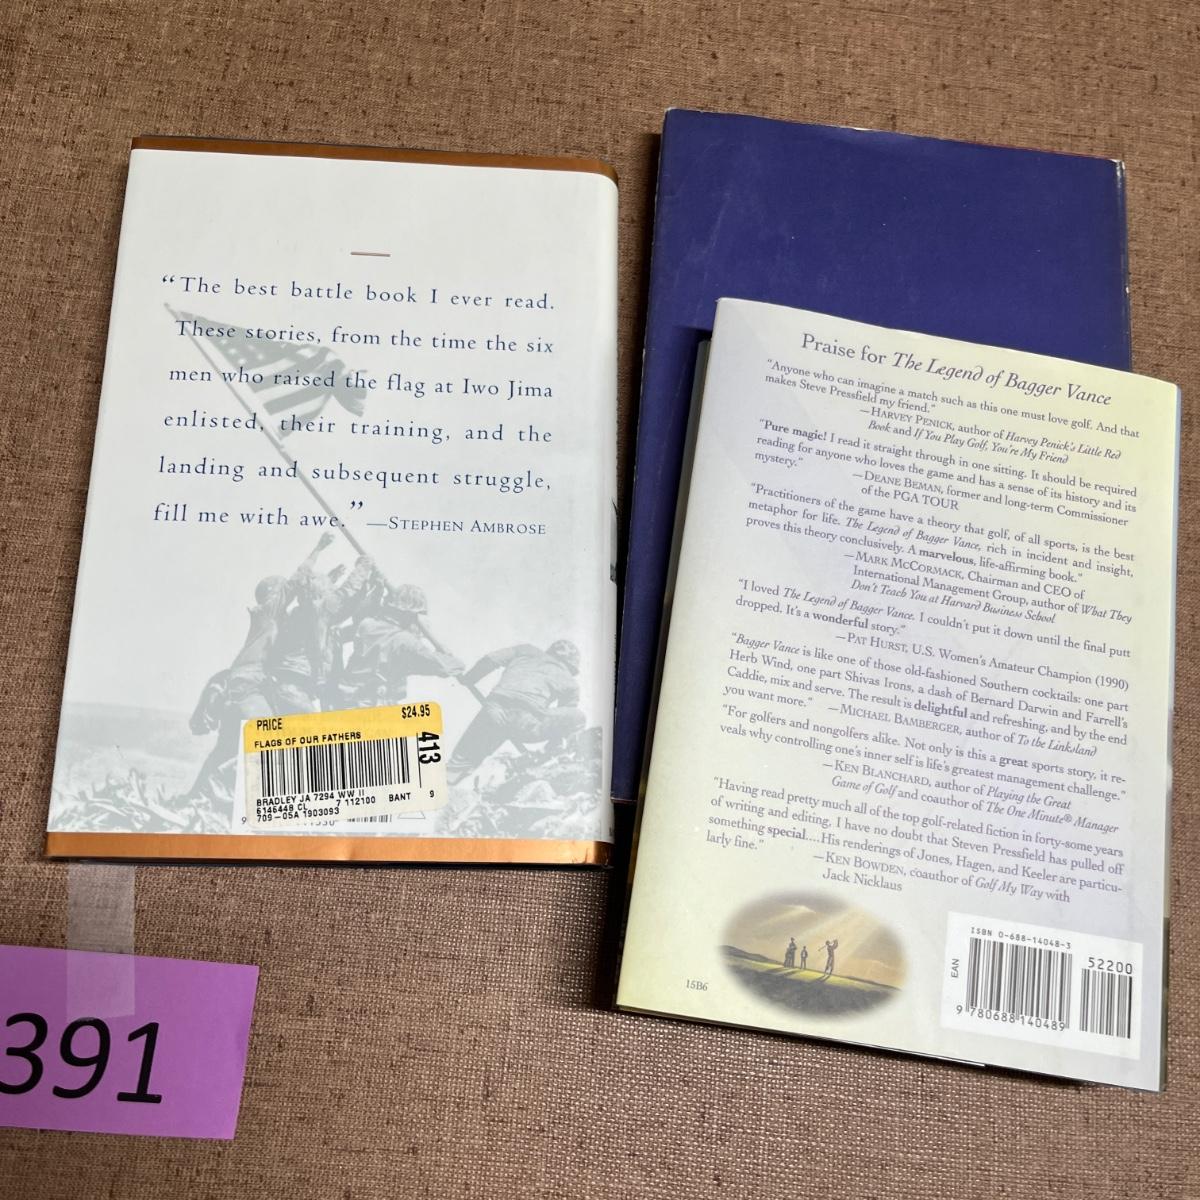 “The best battle book I ever read.
These stories, from the time the six
men who raised the flag at Iwo Jima
enlisted, their training, and the
landing and subsequent struggle,
fill me with awe.” —STEPHEN AMBROSE
PRICE $24.95
FLAGS OF OUR FATHERS
413
BRADLEY JA 7294 WW II
6146448 CL 7 112100 BANT 9
709-05A 1903093
391
Praise for The Legend of Bagger Vance
“Anyone who can imagine a match such as this one must love golf. And that
makes Steve Pressfield my friend.”
—HARVEY PENICK, author of Harvey Penick's Little Red
Book and If You Play Golf, You're My Friend
“Pure magic! I read it straight through in one sitting. It should be required
reading for anyone who loves the game and has a sense of its history and its
mystery.”
—DEANE BEMAN, former and long-term Commissioner
of the PGA TOUR
“Practitioners of the game have a theory that golf, of all sports, is the best
metaphor for life. The Legend of Bagger Vance, rich in incident and insight,
proves this theory conclusively. A marvelous, life-affirming book.”
—MARK MCCORMACK, Chairman and CEO of
International Management Group, author of What They
Don't Teach You at Harvard Business School
“I loved The Legend of Bagger Vance. I couldn't put it down until the final putt
dropped. It's a wonderful story.”
—PAT HURST, U.S. Women's Amateur Champion (1990)
“Bagger Vance is like one of those old-fashioned Southern cocktails: one part
Herb Wind, one part Shivas Irons, a dash of Bernard Darwin and Farrell's
Caddie, mix and serve. The result is delightful and refreshing, and by the end
you want more.” —MICHAEL BAMBERGER, author of To the Linksland
“For golfers and nongolfers alike. Not only is this a great sports story, it re-
veals why controlling one's inner self is life's greatest management challenge.”
—KEN BLANCHARD, author of Playing the Great
Game of Golf and coauthor of The One Minute® Manager
“Having read pretty much all of the top golf-related fiction in forty-some years
of writing and editing, I have no doubt that Steven Pressfield has pulled off
something special....His renderings of Jones, Hagen, and Keeler are particu-
larly fine.”
—KEN BOWDEN, coauthor of Golf My Way with
Jack Nicklaus
15B6
ISBN 0-688-14048-3
52200
EAN
9 780688 140489